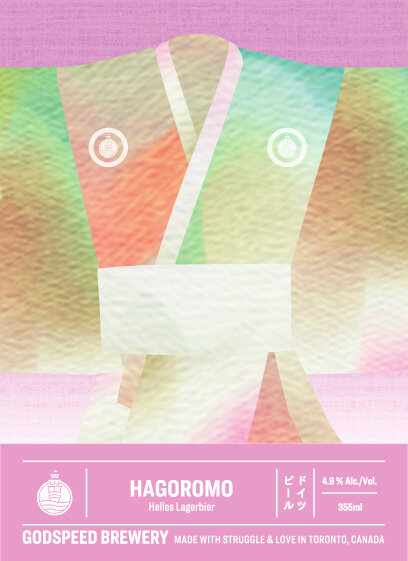 HAGOROMO
Helles Lagerbier
ドイツ
ビール
4.9 % Alc./Vol.
355ml
GODSPEED BREWERY MADE WITH STRUGGLE & LOVE IN TORONTO, CANADA